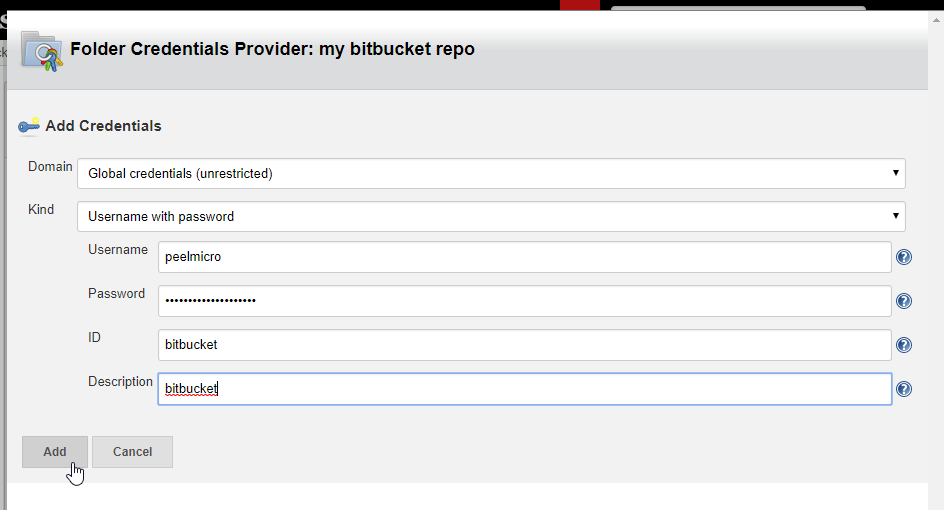 Folder Credentials Provider: my bitbucket repo
Add Credentials
Domain
Global credentials (unrestricted)
Kind
Username with password
Username
peelmicro
?
Password
••••••••••••••••••••
?
ID
bitbucket
?
Description
bitbucket
?
Add
Cancel